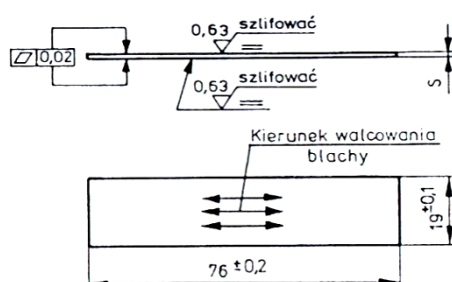 0,63 szlifować
0,02
0,63 szlifować
S
Kierunek walcowania
blachy
19±0,1
76±0,2